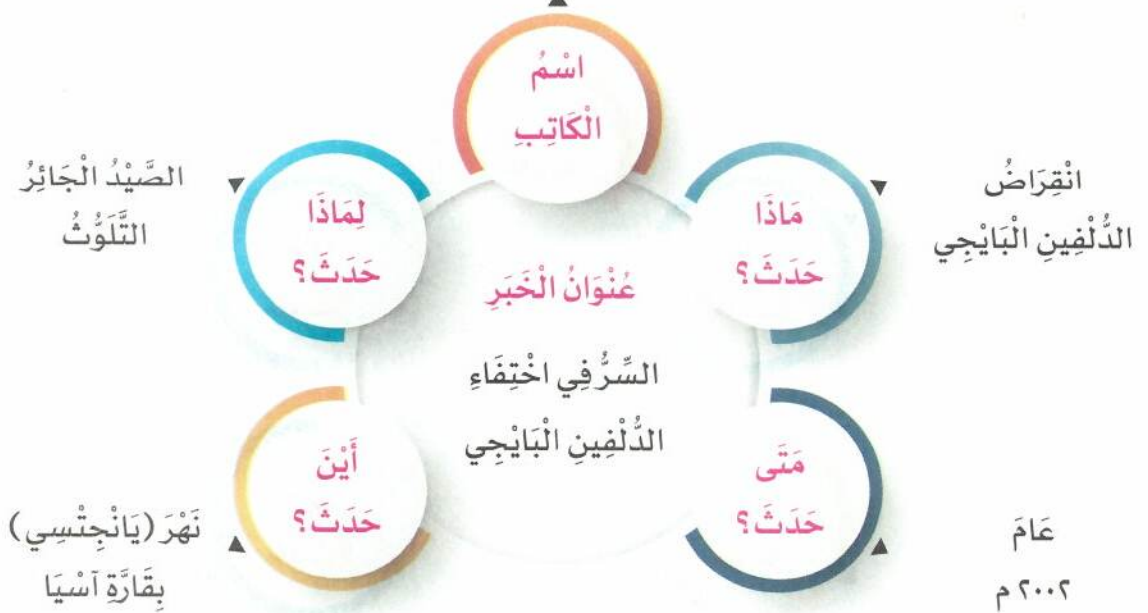 اسْمُ
الْكَاتِبِ
مَاذَا
حَدَثَ؟
انْقِرَاضُ
الدُّلْفِينِ الْبَايْجِي
لِمَاذَا
حَدَثَ؟
الصَّيْدُ الْجَائِرُ
التَّلَوُّثُ
عُنْوَانُ الْخَبَرِ
السِّرُّ فِي اخْتِفَاءِ
الدُّلْفِينِ الْبَايْجِي
مَتَى
حَدَثَ؟
عَامَ
٢٠٠٢ م
أَيْنَ
حَدَثَ؟
نَهْرَ (يَانْجِتْسِي)
بِقَارَّةِ آسْيَا